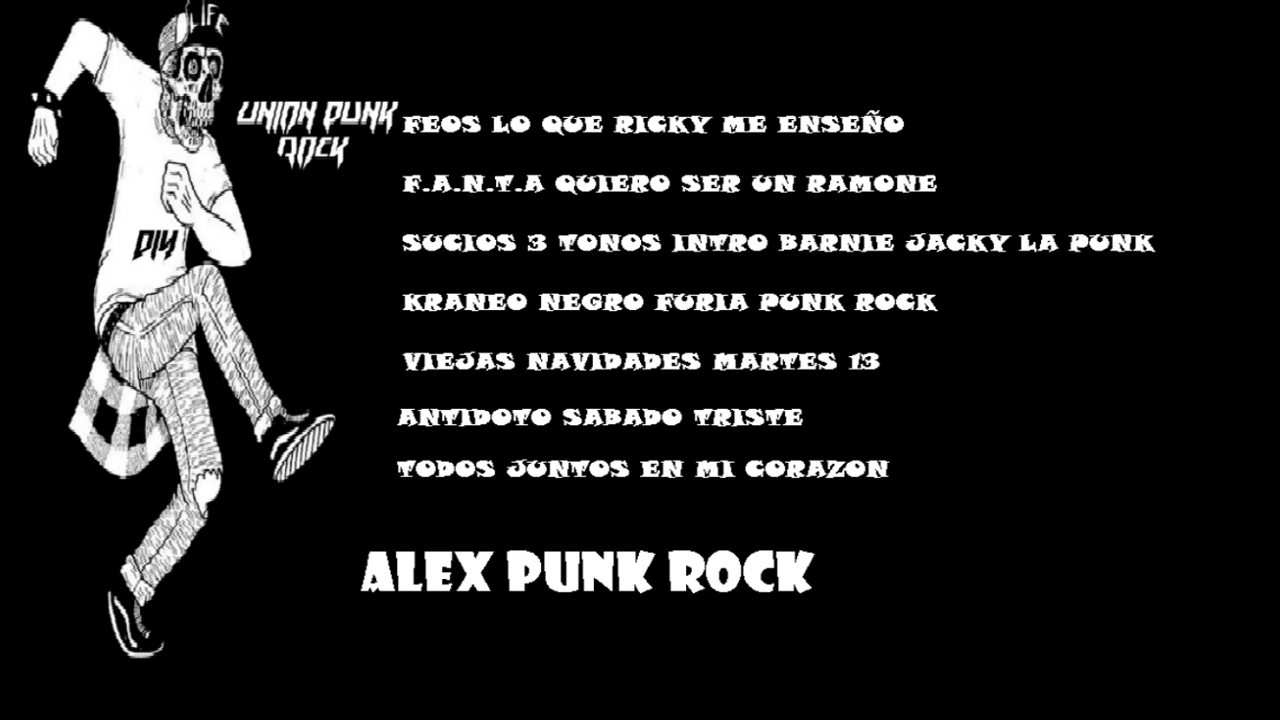 LIFE
UNION PUNK
ROCK
FEOS LO QUE RICKY ME ENSEÑO
F.A.N.T.A QUIERO SER UN RAMONE
DIY
SUCIOS 3 TONOS INTRO BARNIE JACKY LA PUNK
KRANEO NEGRO FURIA PUNK ROCK
VIEJAS NAVIDADES MARTES 13
ANTIDOTO SABADO TRISTE
TODOS JUNTOS EN MI CORAZON
ALEX PUNK ROCK